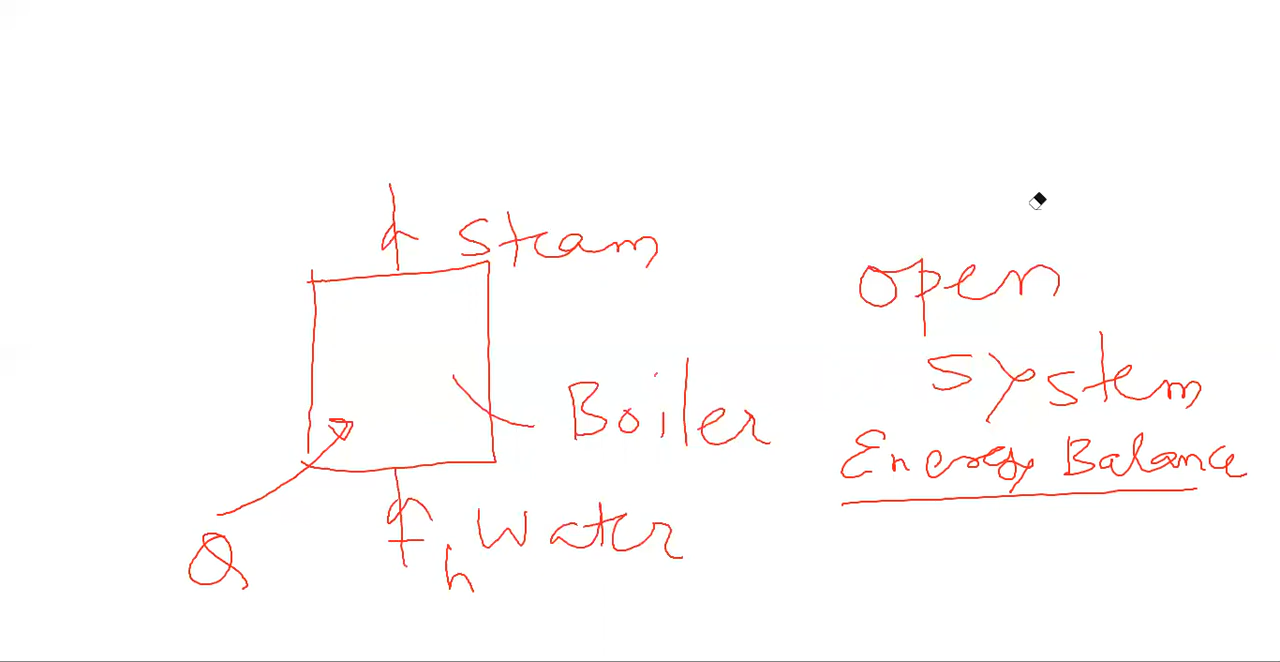 Steam
open
system
Boiler
Energy Balance
Water
h
Q